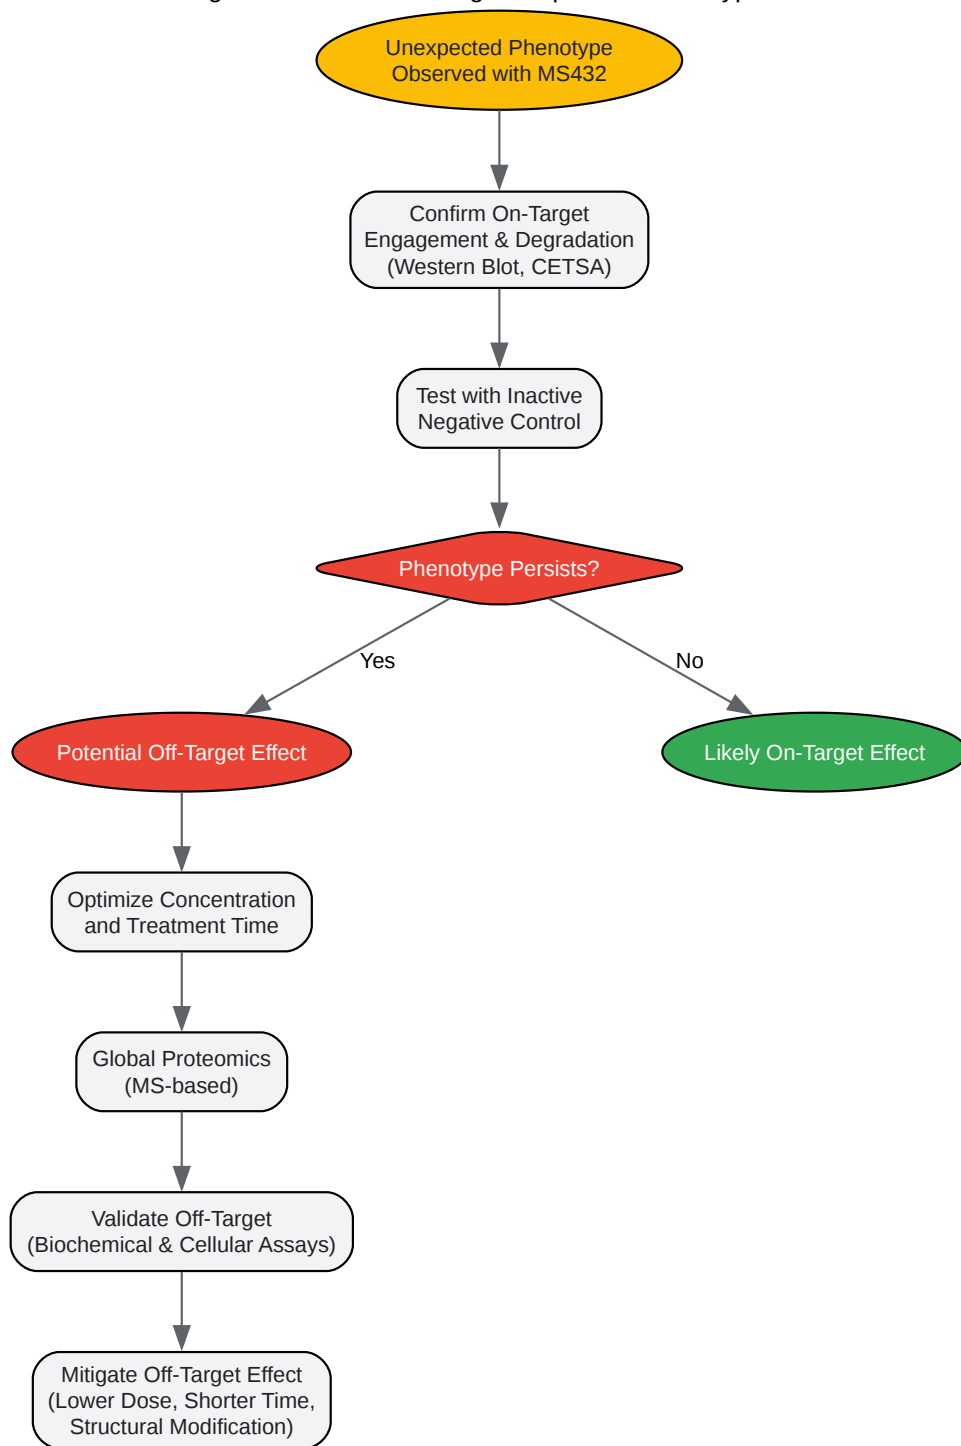 Unexpected Phenotype
Observed with MS432
Confirm On-Target
Engagement & Degradation
(Western Blot, CETSA)
Test with Inactive
Negative Control
Phenotype Persists?
Yes
No
Potential Off-Target Effect
Likely On-Target Effect
Optimize Concentration
and Treatment Time
Global Proteomics
(MS-based)
Validate Off-Target
(Biochemical & Cellular Assays)
Mitigate Off-Target Effect
(Lower Dose, Shorter Time,
Structural Modification)